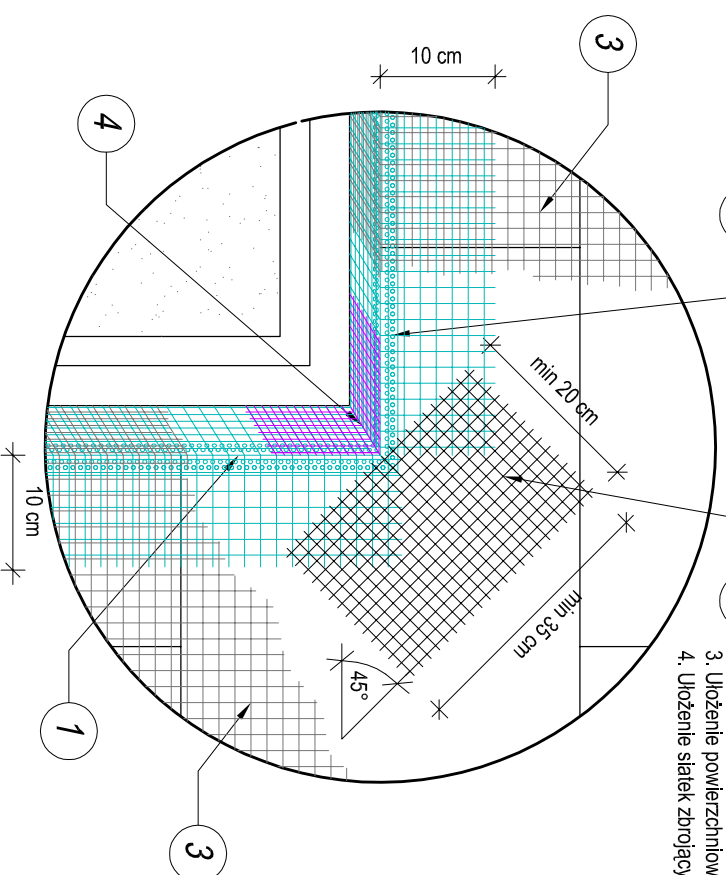 10 cm
3
4
min 20 cm
min 35 cm
45°
10 cm
1
3
3. Ułożenie powierzchniow
4. Ułożenie siatek zbrojący